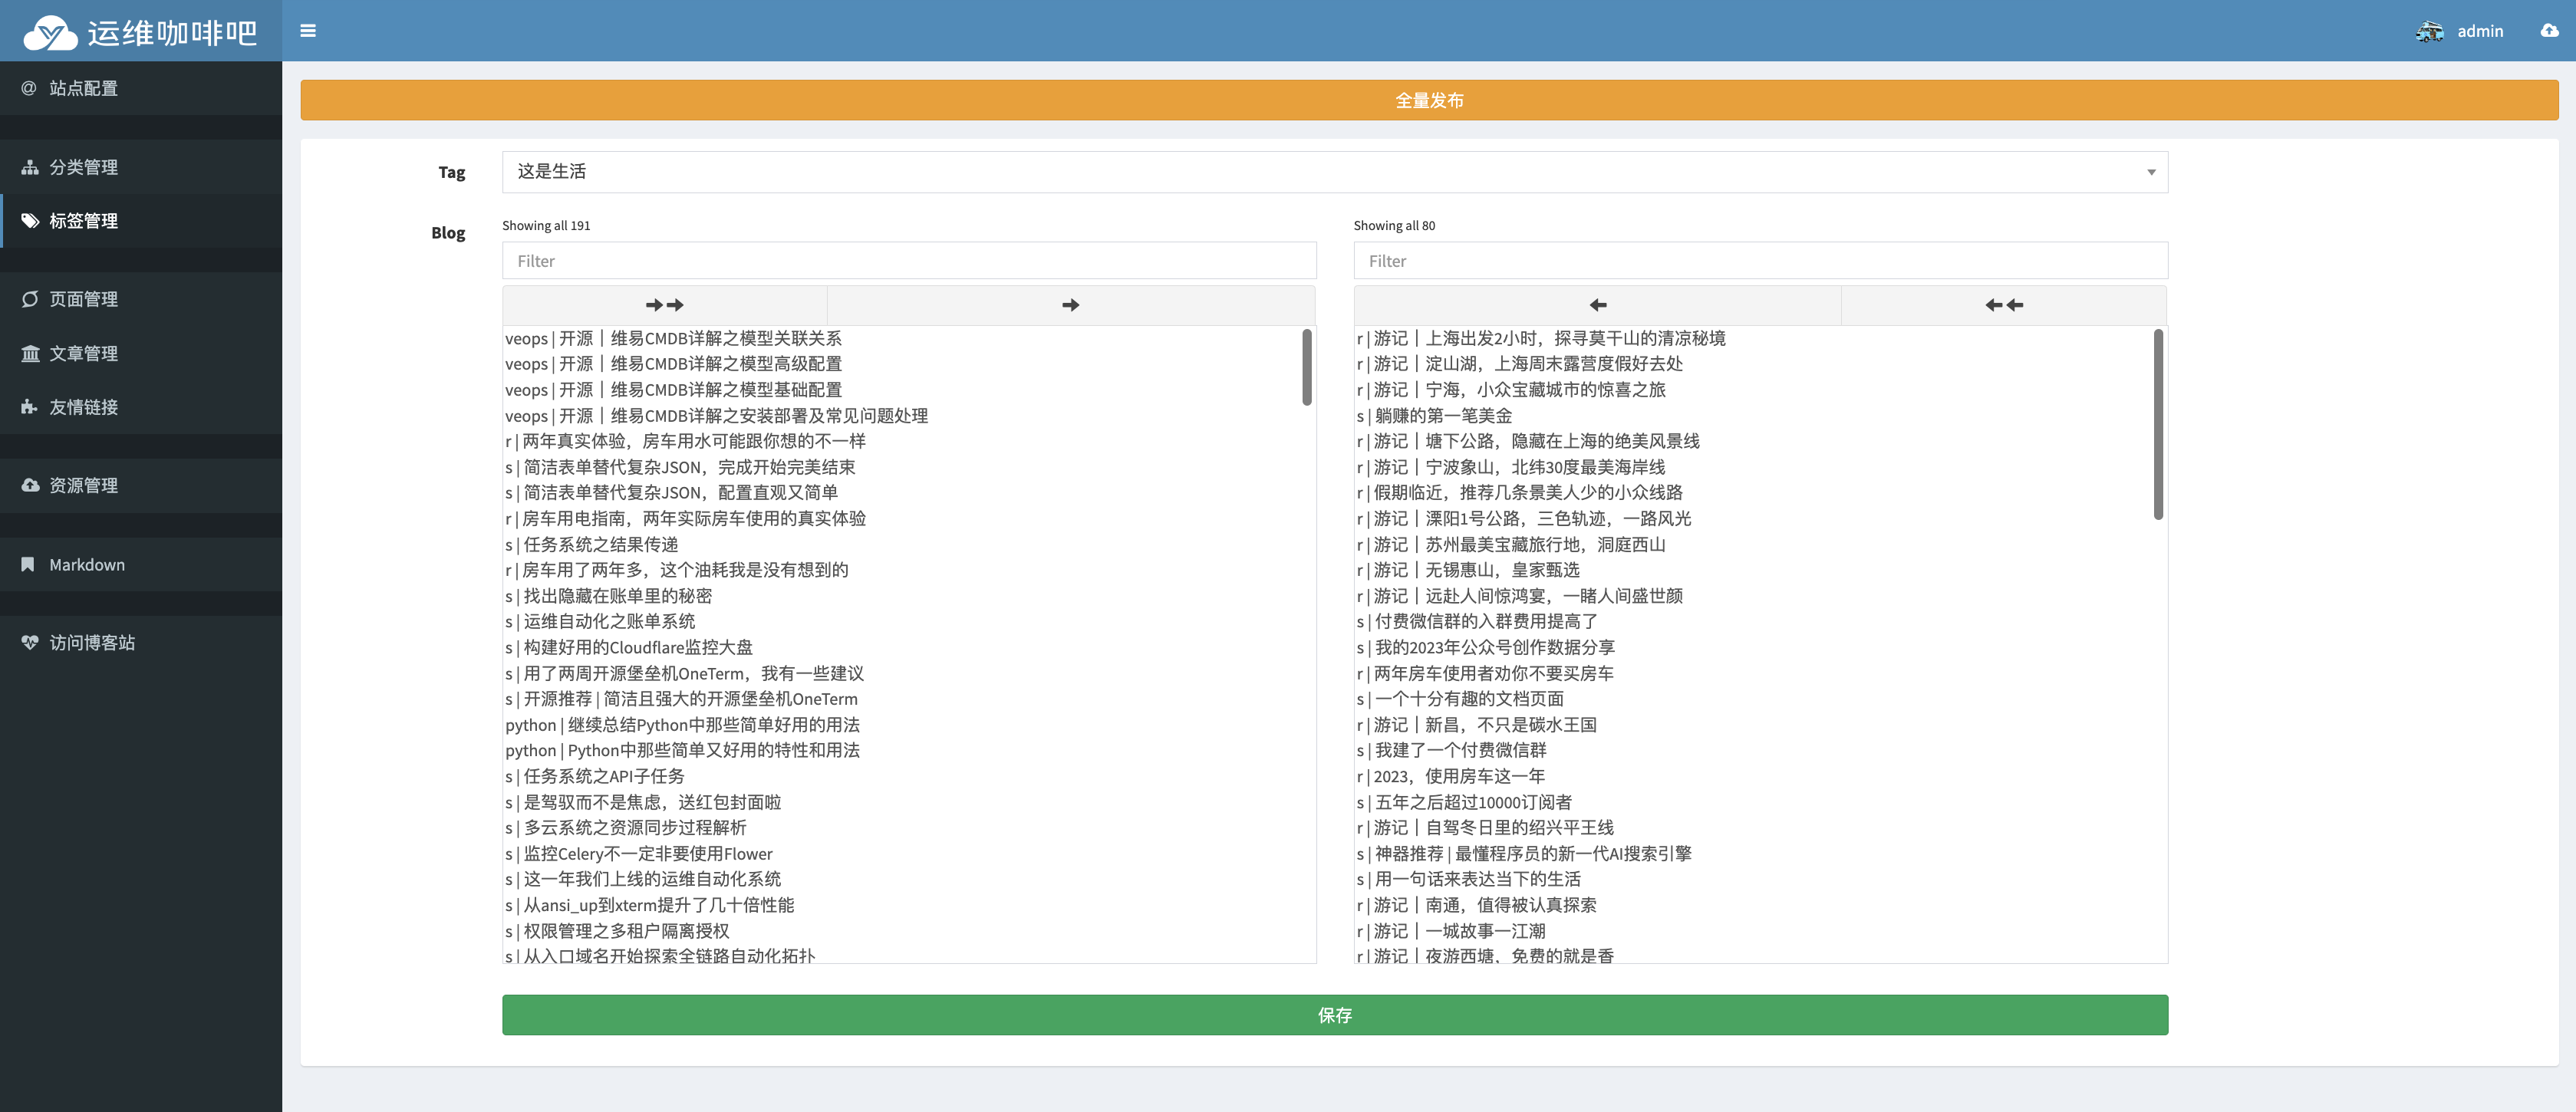 运维咖啡吧
admin
站点配置
分类管理
标签管理
页面管理
文章管理
友情链接
资源管理
Markdown
访问博客站
全量发布
Tag
这是生活
Blog
Showing all 191
Filter
veops | 开源丨维易CMDB详解之模型关联关系
veops | 开源丨维易CMDB详解之模型高级配置
veops | 开源丨维易CMDB详解之模型基础配置
veops | 开源丨维易CMDB详解之安装部署及常见问题处理
r | 两年真实体验，房车用水可能跟你想的不一样
s | 简洁表单替代复杂JSON，完成开始完美结束
s | 简洁表单替代复杂JSON，配置直观又简单
r | 房车用电指南，两年实际房车使用的真实体验
s | 任务系统之结果传递
r | 房车用了两年多，这个油耗我是没有想到的
s | 找出隐藏在账单里的秘密
s | 运维自动化之账单系统
s | 构建好用的Cloudflare监控大盘
s | 用了两周开源堡垒机OneTerm，我有一些建议
s | 开源推荐 | 简洁且强大的开源堡垒机OneTerm
python | 继续总结Python中那些简单好用的用法
python | Python中那些简单又好用的特性和用法
s | 任务系统之API子任务
s | 是驾驭而不是焦虑，送红包封面啦
s | 多云系统之资源同步过程解析
s | 监控Celery不一定非要使用Flower
s | 这一年我们上线的运维自动化系统
s | 从ansi_up到xterm提升了几十倍性能
s | 权限管理之多租户隔离授权
s | 从入口域名开始探索全链路自动化拓扑
Showing all 80
Filter
r | 游记丨上海出发2小时，探寻莫干山的清凉秘境
r | 游记丨淀山湖，上海周末露营度假好去处
r | 游记丨宁海，小众宝藏城市的惊喜之旅
s | 躺赚的第一笔美金
r | 游记丨塘下公路，隐藏在上海的绝美风景线
r | 游记丨宁波象山，北纬30度最美海岸线
r | 假期临近，推荐几条景美人少的小众线路
r | 游记丨溧阳1号公路，三色轨迹，一路风光
r | 游记丨苏州最美宝藏旅行地，洞庭西山
r | 游记丨无锡惠山，皇家甄选
r | 游记丨远赴人间惊鸿宴，一睹人间盛世颜
s | 付费微信群的入群费用提高了
s | 我的2023年公众号创作数据分享
r | 两年房车使用者劝你不要买房车
s | 一个十分有趣的文档页面
r | 游记丨新昌，不只是碳水王国
s | 我建了一个付费微信群
r | 2023，使用房车这一年
s | 五年之后超过10000订阅者
r | 游记丨自驾冬日里的绍兴平王线
s | 神器推荐 | 最懂程序员的新一代AI搜索引擎
s | 用一句话来表达当下的生活
r | 游记丨南通，值得被认真探索
r | 游记丨一城故事一江潮
r | 游记丨夜游西塘，免费的就是香
保存